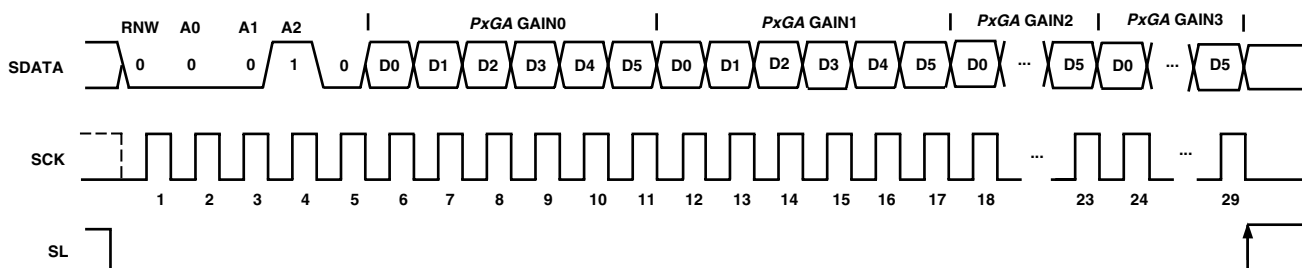 RNW A0 A1 A2 PxGA GAIN0 PxGA GAIN1 PxGA GAIN2 PxGA GAIN3
SDATA 0 0 0 1 0 D0 D1 D2 D3 D4 D5 D0 D1 D2 D3 D4 D5 D0 ... D5 D0 ... D5
SCK ... ...
1 2 3 4 5 6 7 8 9 10 11 12 13 14 15 16 17 18 23 24 29
SL